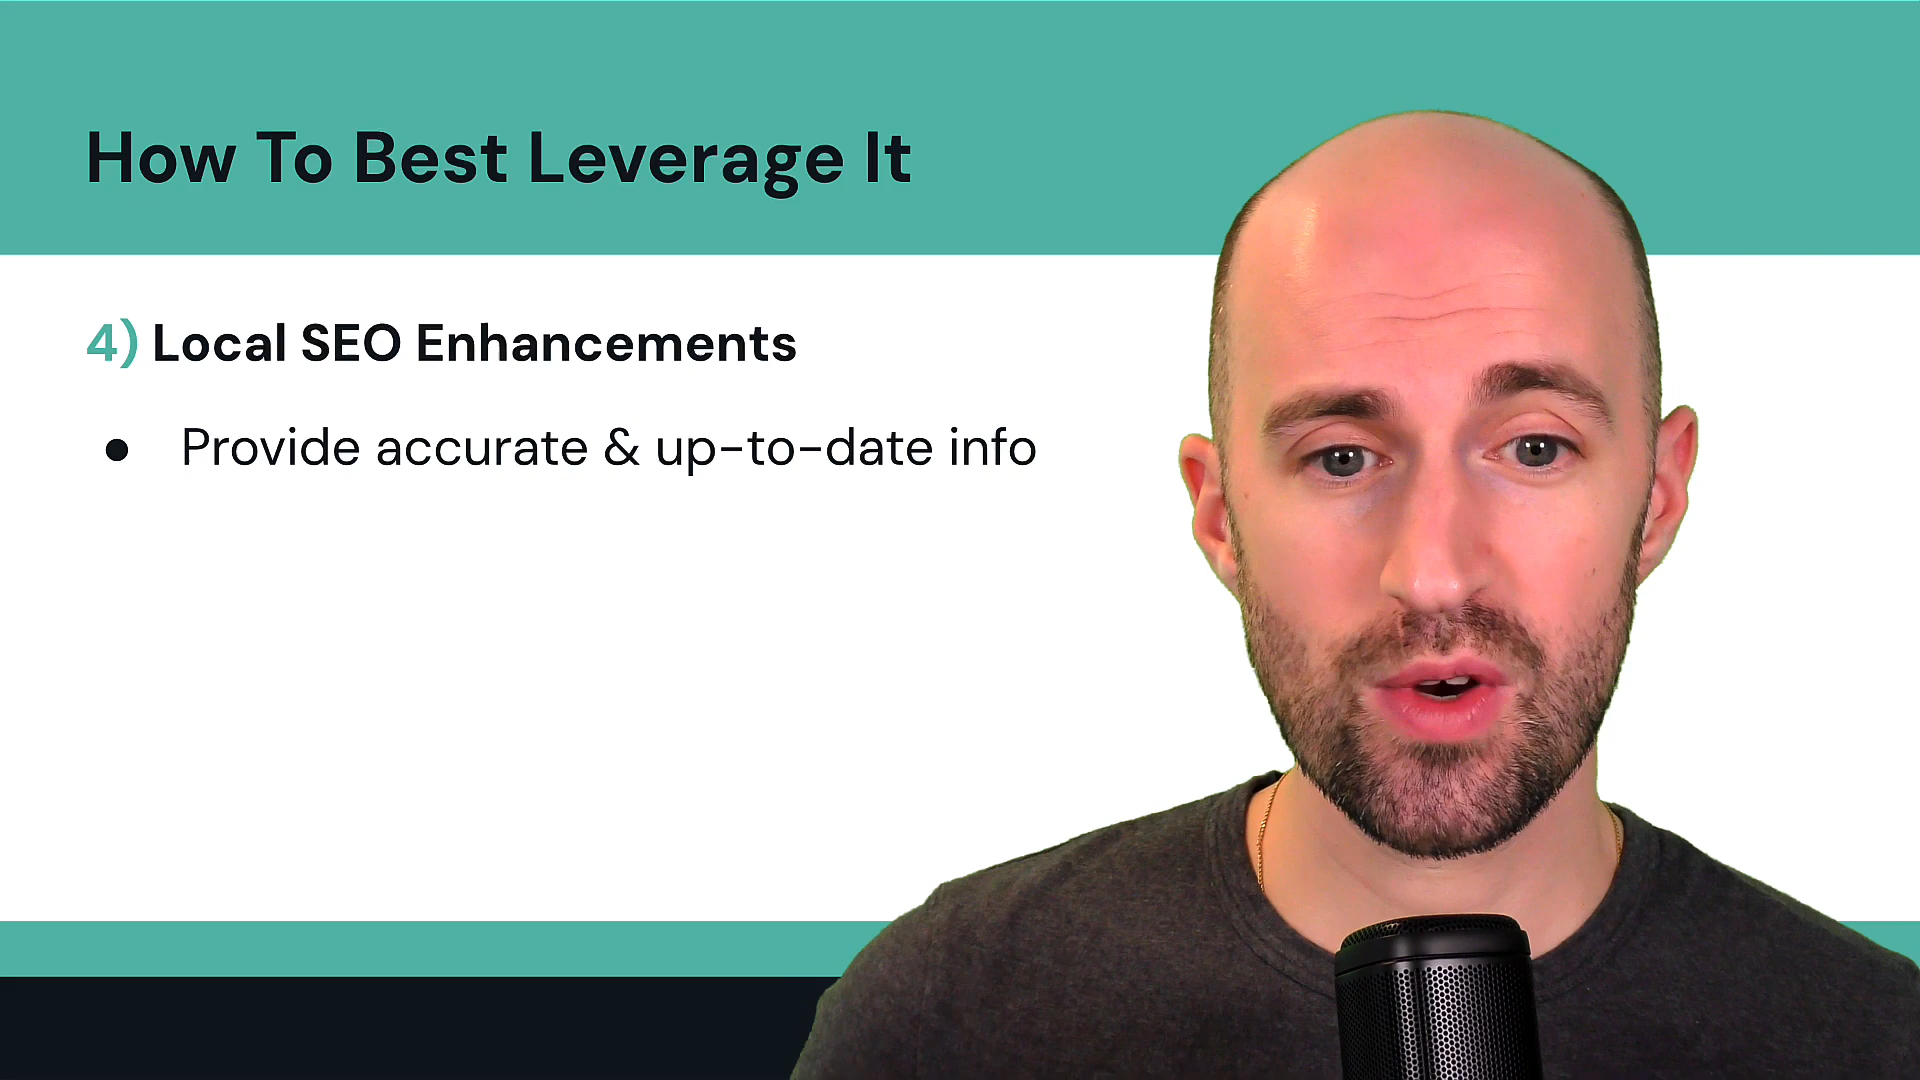 How To Best Leverage It
4) Local SEO Enhancements
● Provide accurate & up-to-date info